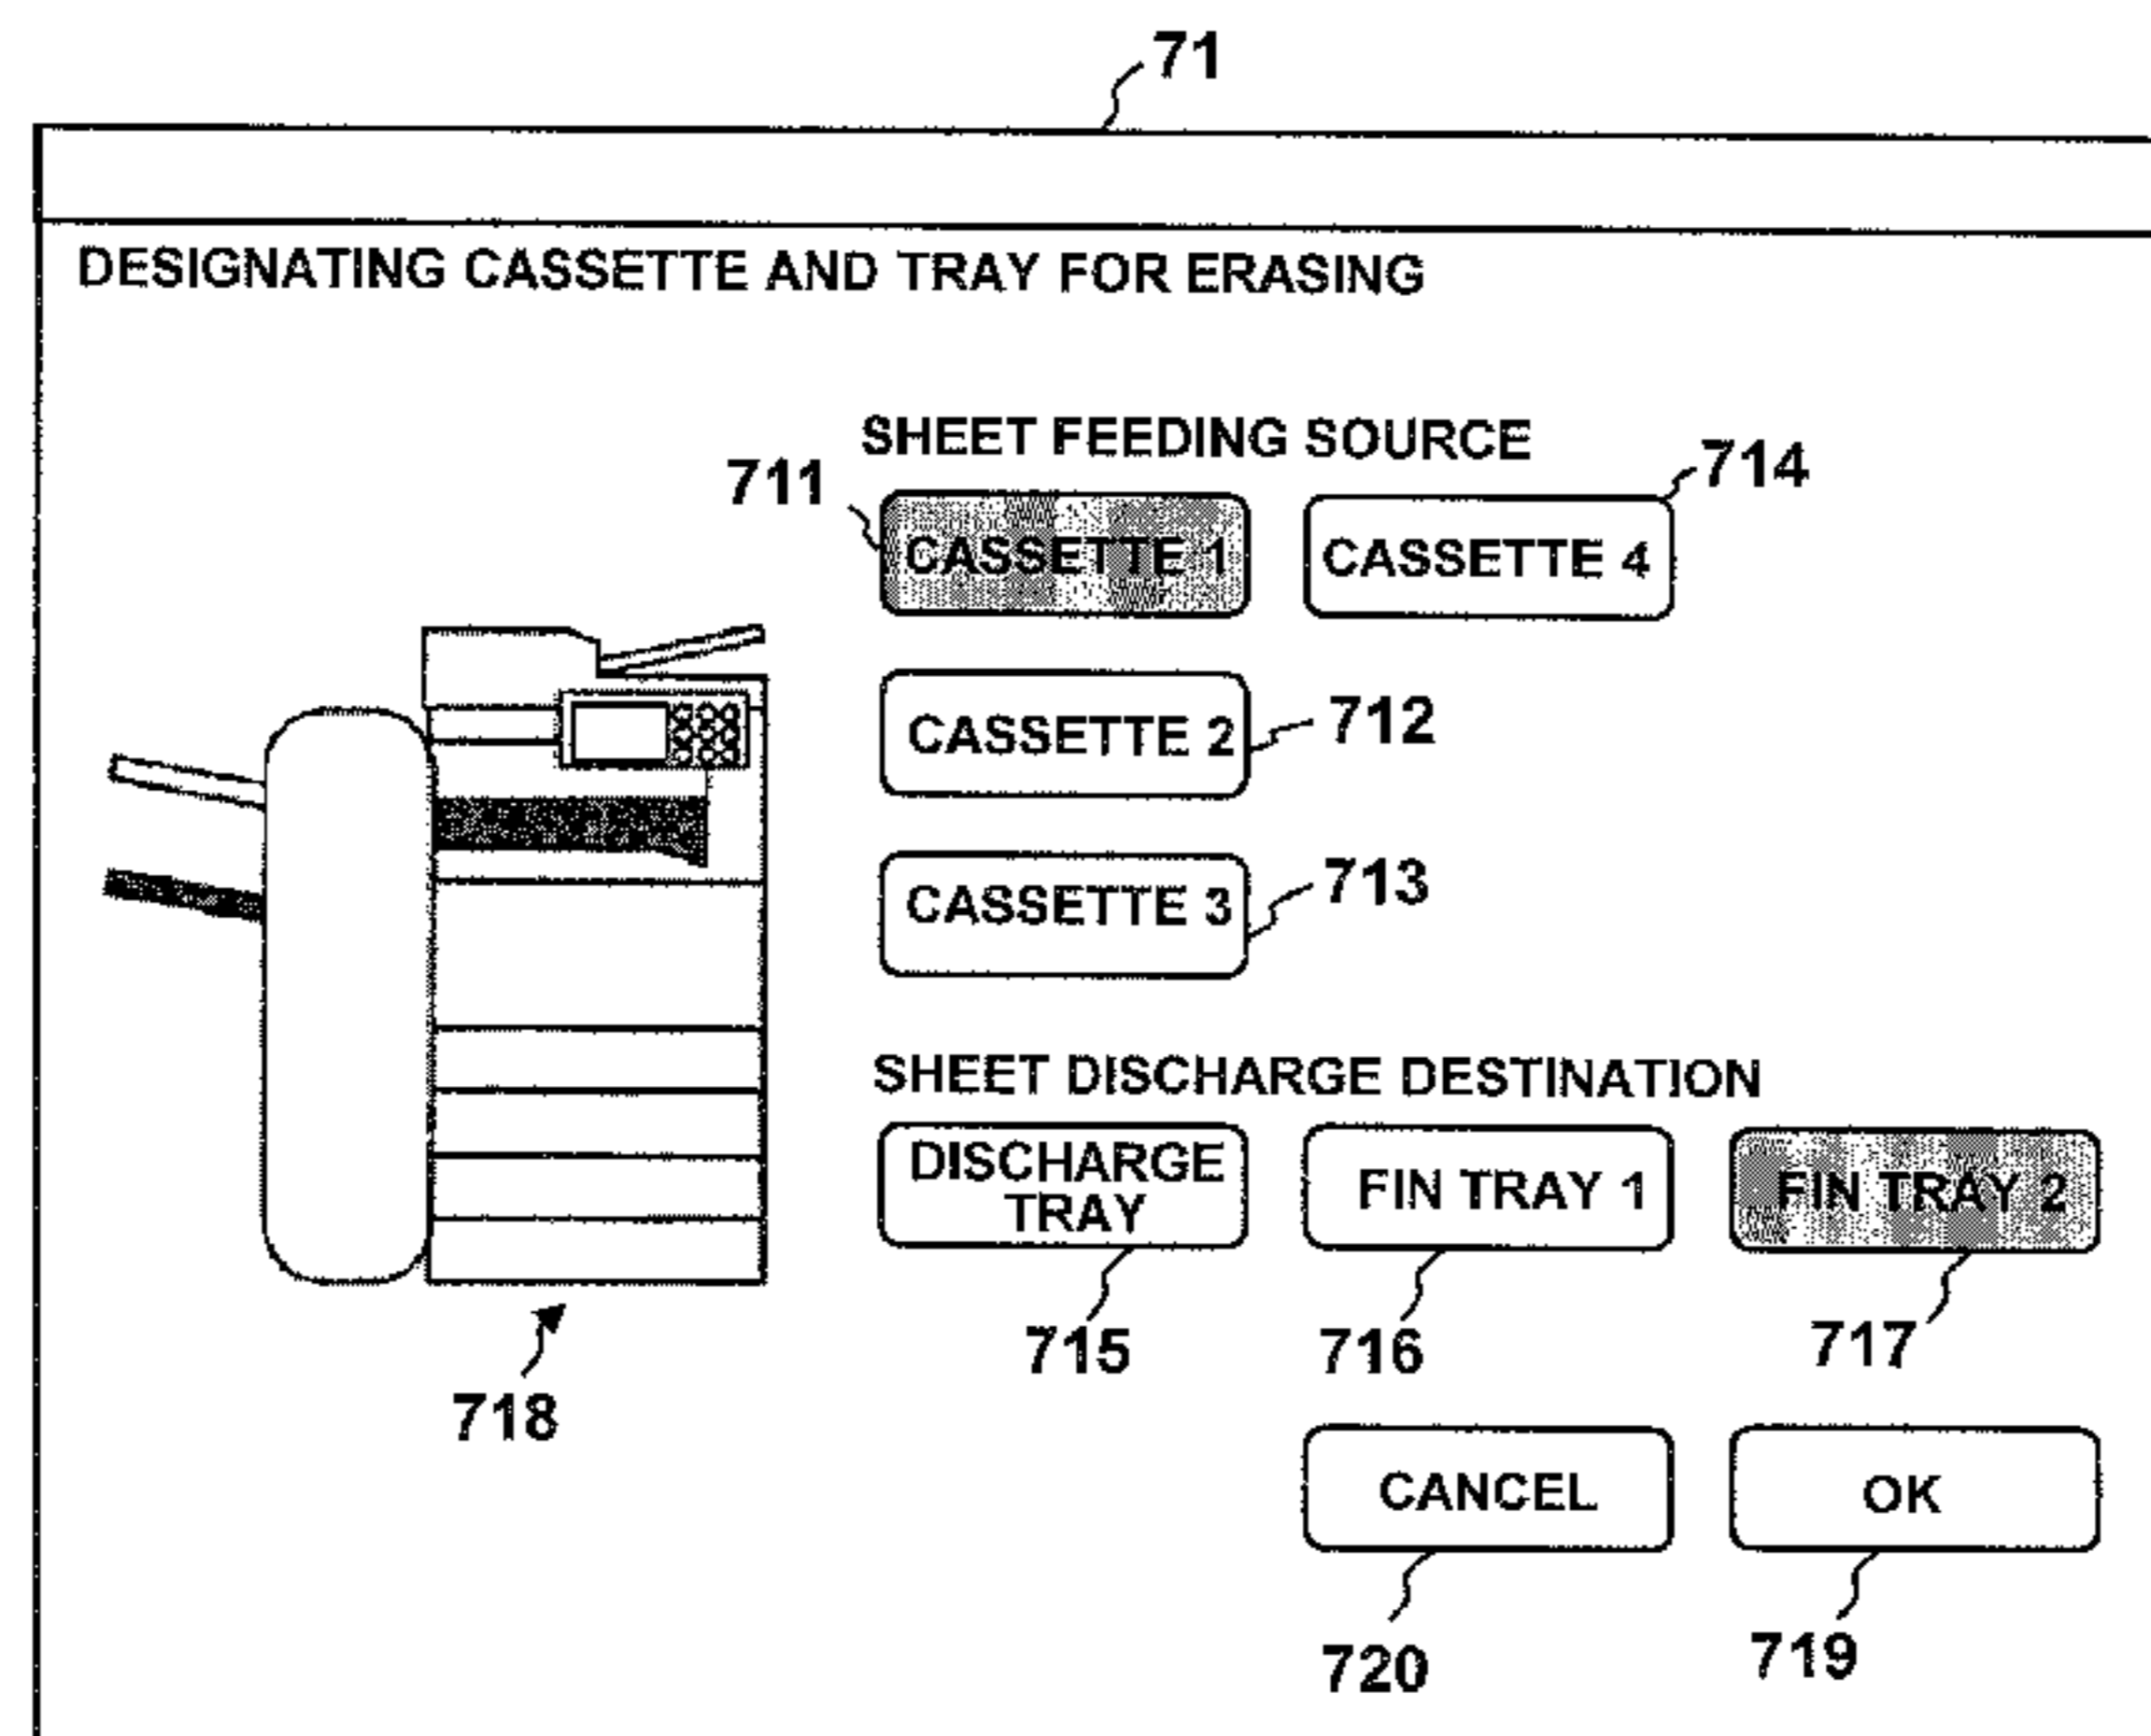 71
DESIGNATING CASSETTE AND TRAY FOR ERASING
SHEET FEEDING SOURCE
711
CASSETTE 1
CASSETTE 4
714
CASSETTE 2
712
CASSETTE 3
713
SHEET DISCHARGE DESTINATION
DISCHARGE
TRAY
FIN TRAY 1
FIN TRAY 2
715
716
717
718
CANCEL
OK
720
719